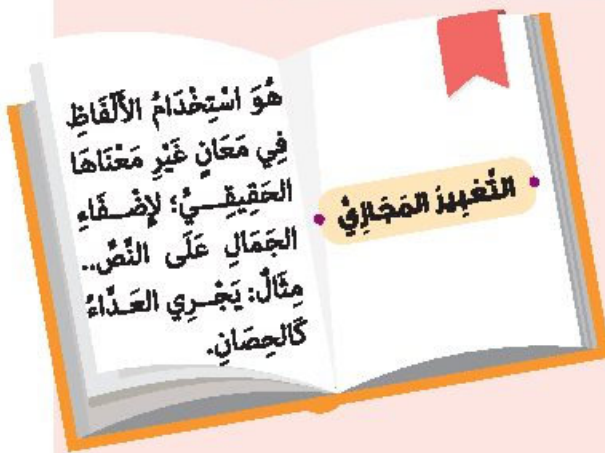 التَّعْبِيرُ المَجَازِيُّ
هُوَ اسْتِخْدَامُ الأَلْفَاظِ
فِي مَعَانٍ غَيْرِ مَعْنَاهَا
الحَقِيقِيِّ؛ لِإِضْفَاءِ
الجَمَالِ عَلَى النَّصِّ..
مِثَالٌ: يَجْرِي العَدَّاءُ
كَالحِصَانِ.